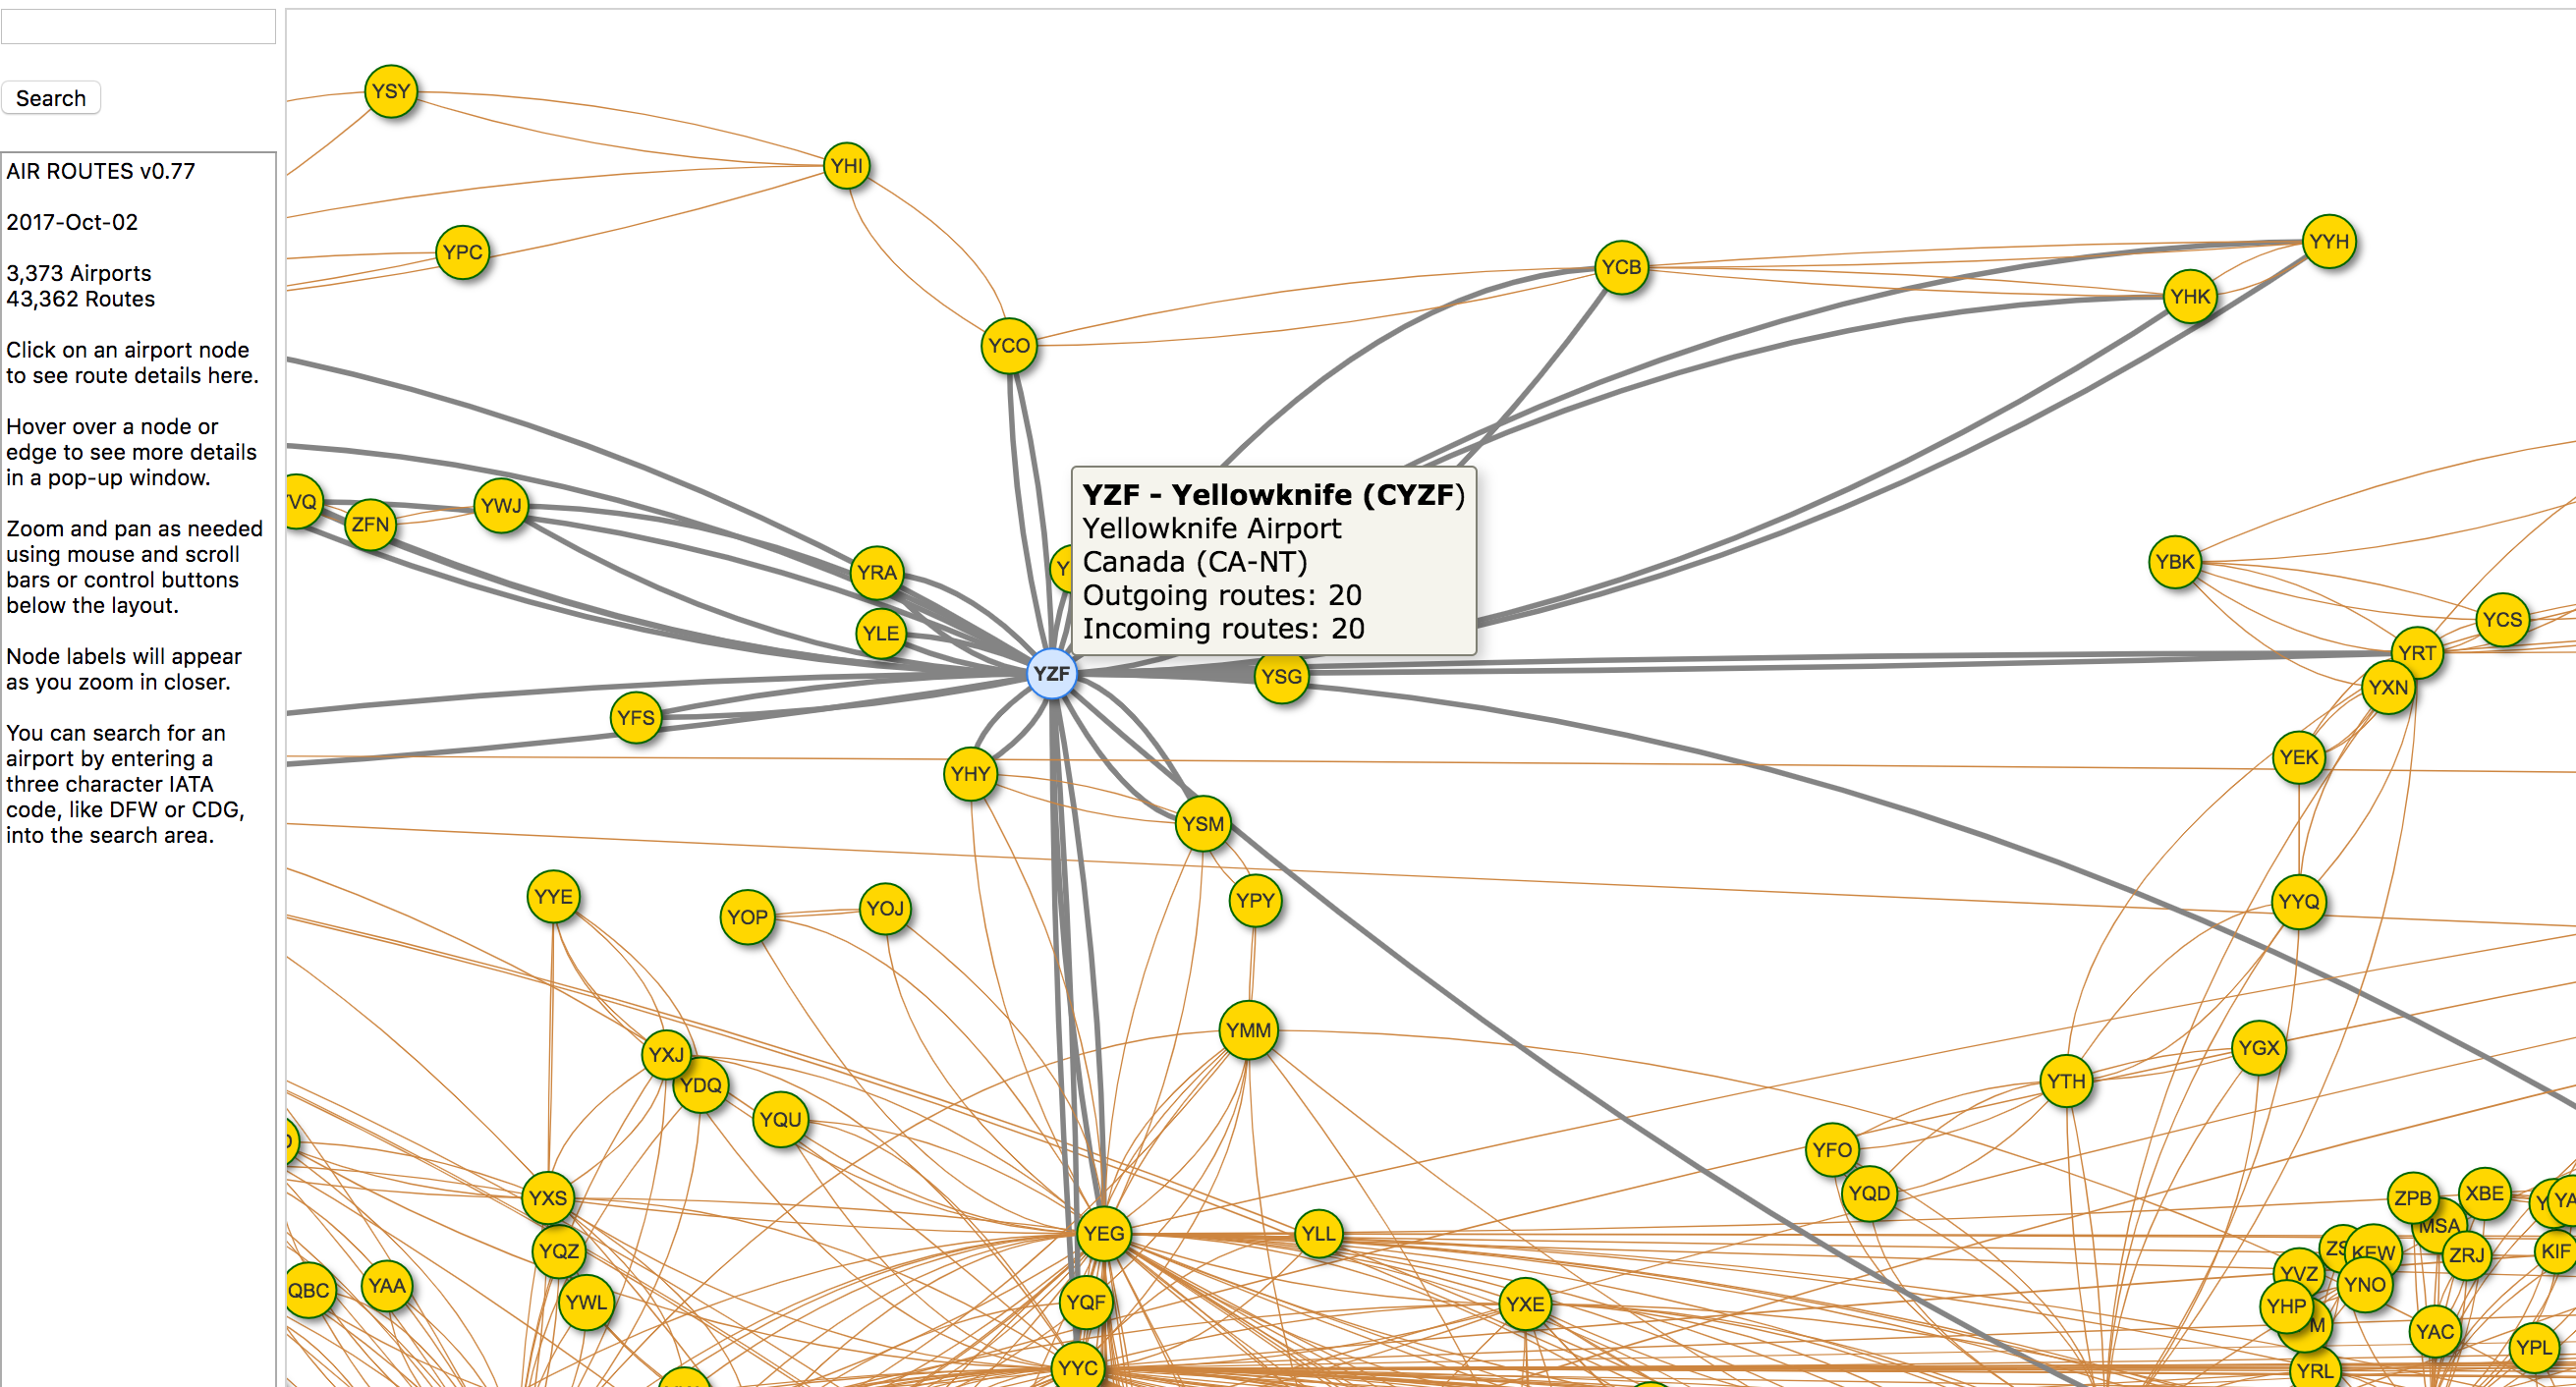 Search
AIR ROUTES v0.77
2017-Oct-02
3,373 Airports
43,362 Routes
Click on an airport node
to see route details here.
Hover over a node or
edge to see more details
in a pop-up window.
Zoom and pan as needed
using mouse and scroll
bars or control buttons
below the layout.
Node labels will appear
as you zoom in closer.
You can search for an
airport by entering a
three character IATA
code, like DFW or CDG,
into the search area.
YSY
YHI
YPC
YCO
YCB
YYH
YHK
YZF - Yellowknife (CYZF)
Yellowknife Airport
Canada (CA-NT)
Outgoing routes: 20
Incoming routes: 20
ZFN
YWJ
YRA
YLE
YZF
YSG
YFS
YHY
YSM
YBK
YCS
YRT
YXN
YEK
YYQ
YYE
YOP
YOJ
YPY
YMM
YXJ
YDQ
YQU
YGX
YTH
YFO
YQD
YXS
YQZ
YWL
QBC
YAA
YEG
YLL
YQF
YXE
YYC
ZPB
XBE
MSA
KEW
ZRJ
KIF
YVZ
YNO
YHP
YAC
YPL
YRL